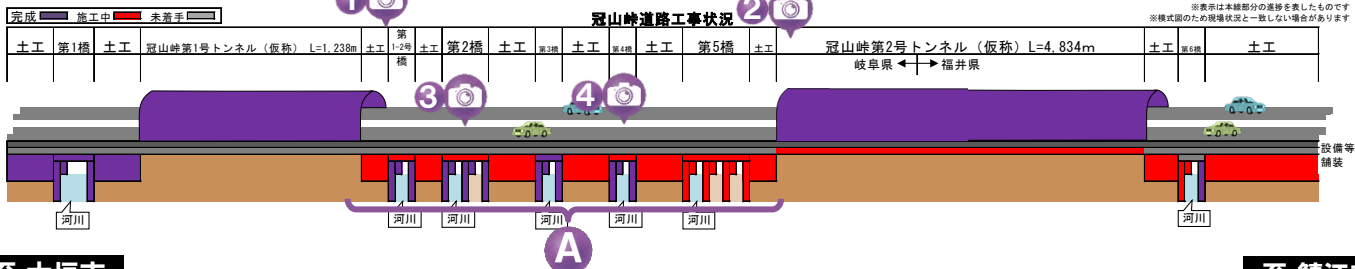 完成 施工中 未着手
冠山峠道路工事状況
※表示は本線部分の進捗を表したものです
※模式図のため現場状況と一致しない場合があります
1
2
土工 第1橋 土工 冠山峠第1号トンネル（仮称） L=1,238m 土工 第1-2号橋 土工 第2橋 土工 第3橋 土工 第4橋 土工 第5橋 土工 冠山峠第2号トンネル（仮称）L=4,834m 土工 第6橋 土工
岐阜県 福井県
3
4
設備等
舗装
河川 河川 河川 河川 河川 河川 河川
A